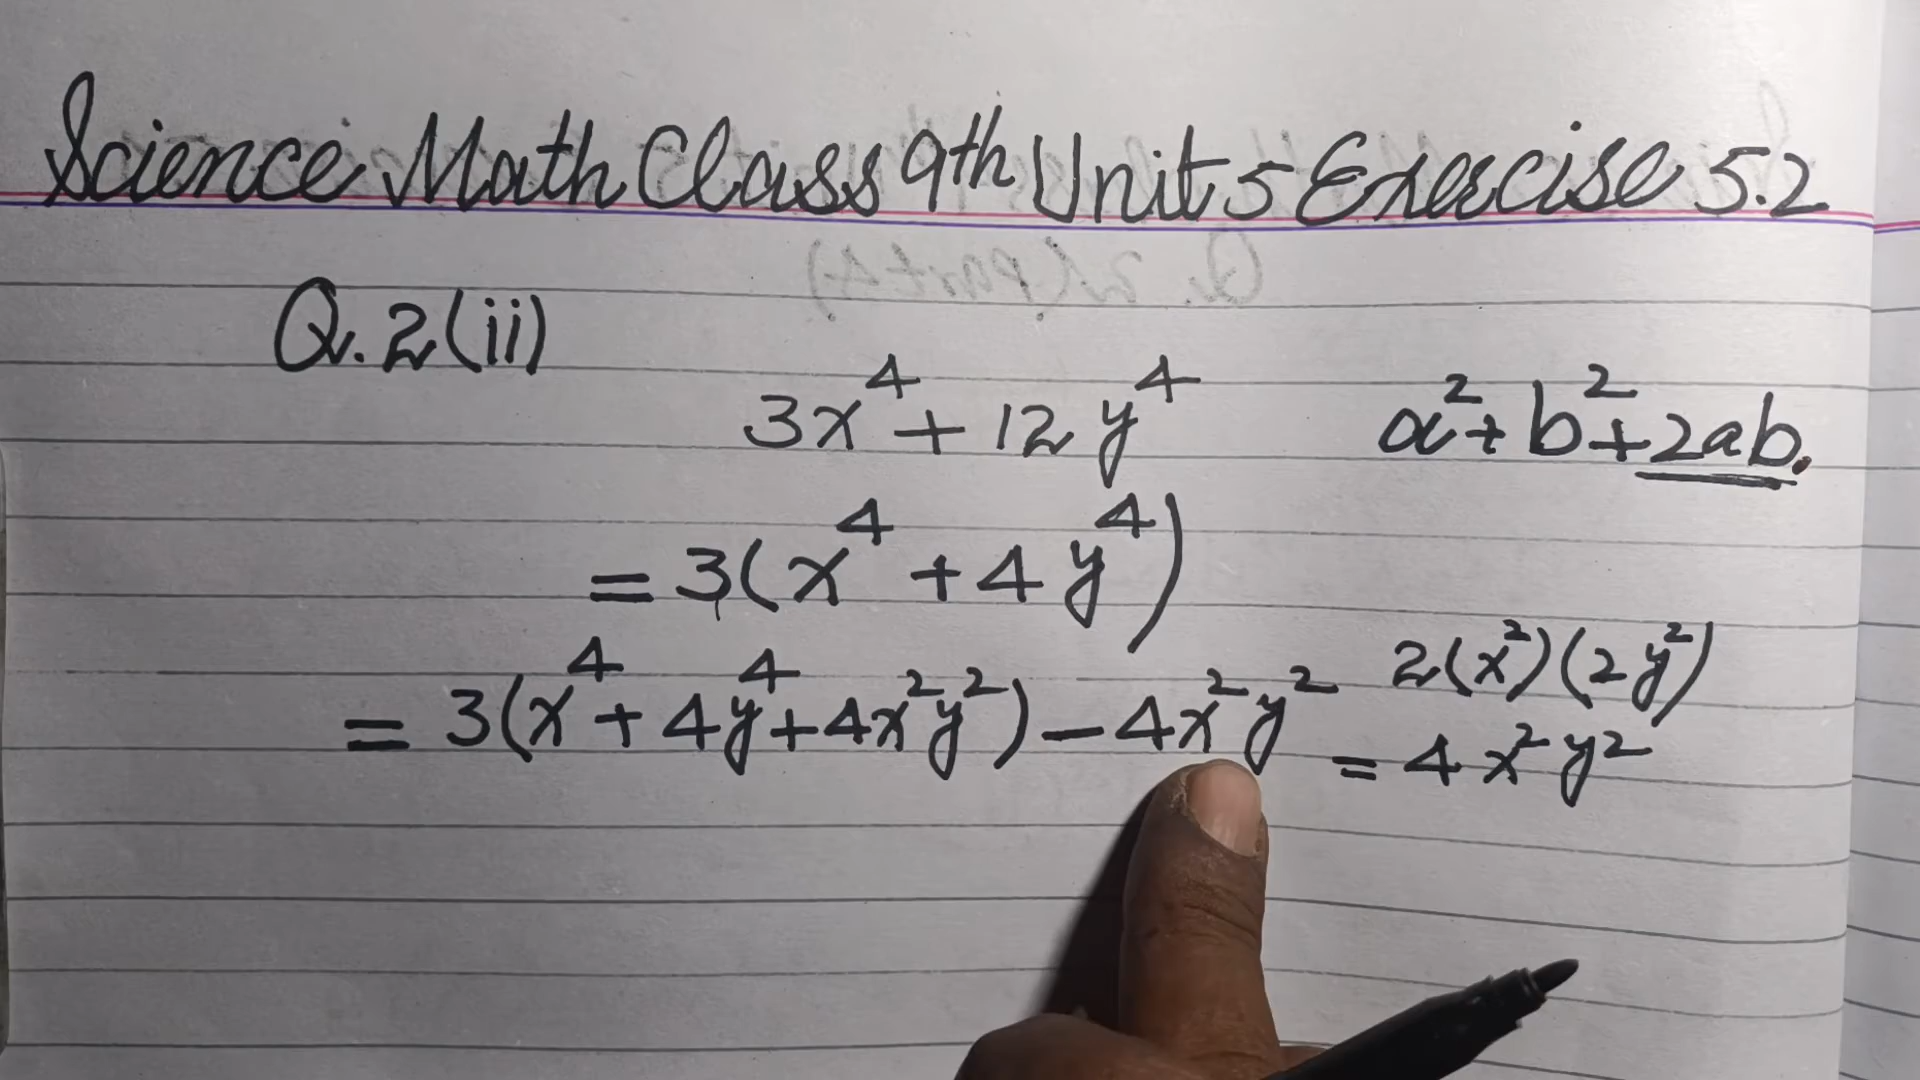 Science Math Class 9th Unit 5 Exercise 5.2
Q. 2(ii)
3x⁴ + 12y⁴
a² + b² + 2ab.
= 3(x⁴ + 4y⁴)
2(x²)(2y²)
= 3(x⁴ + 4y⁴ + 4x²y²) - 4x²y²
= 4x²y²